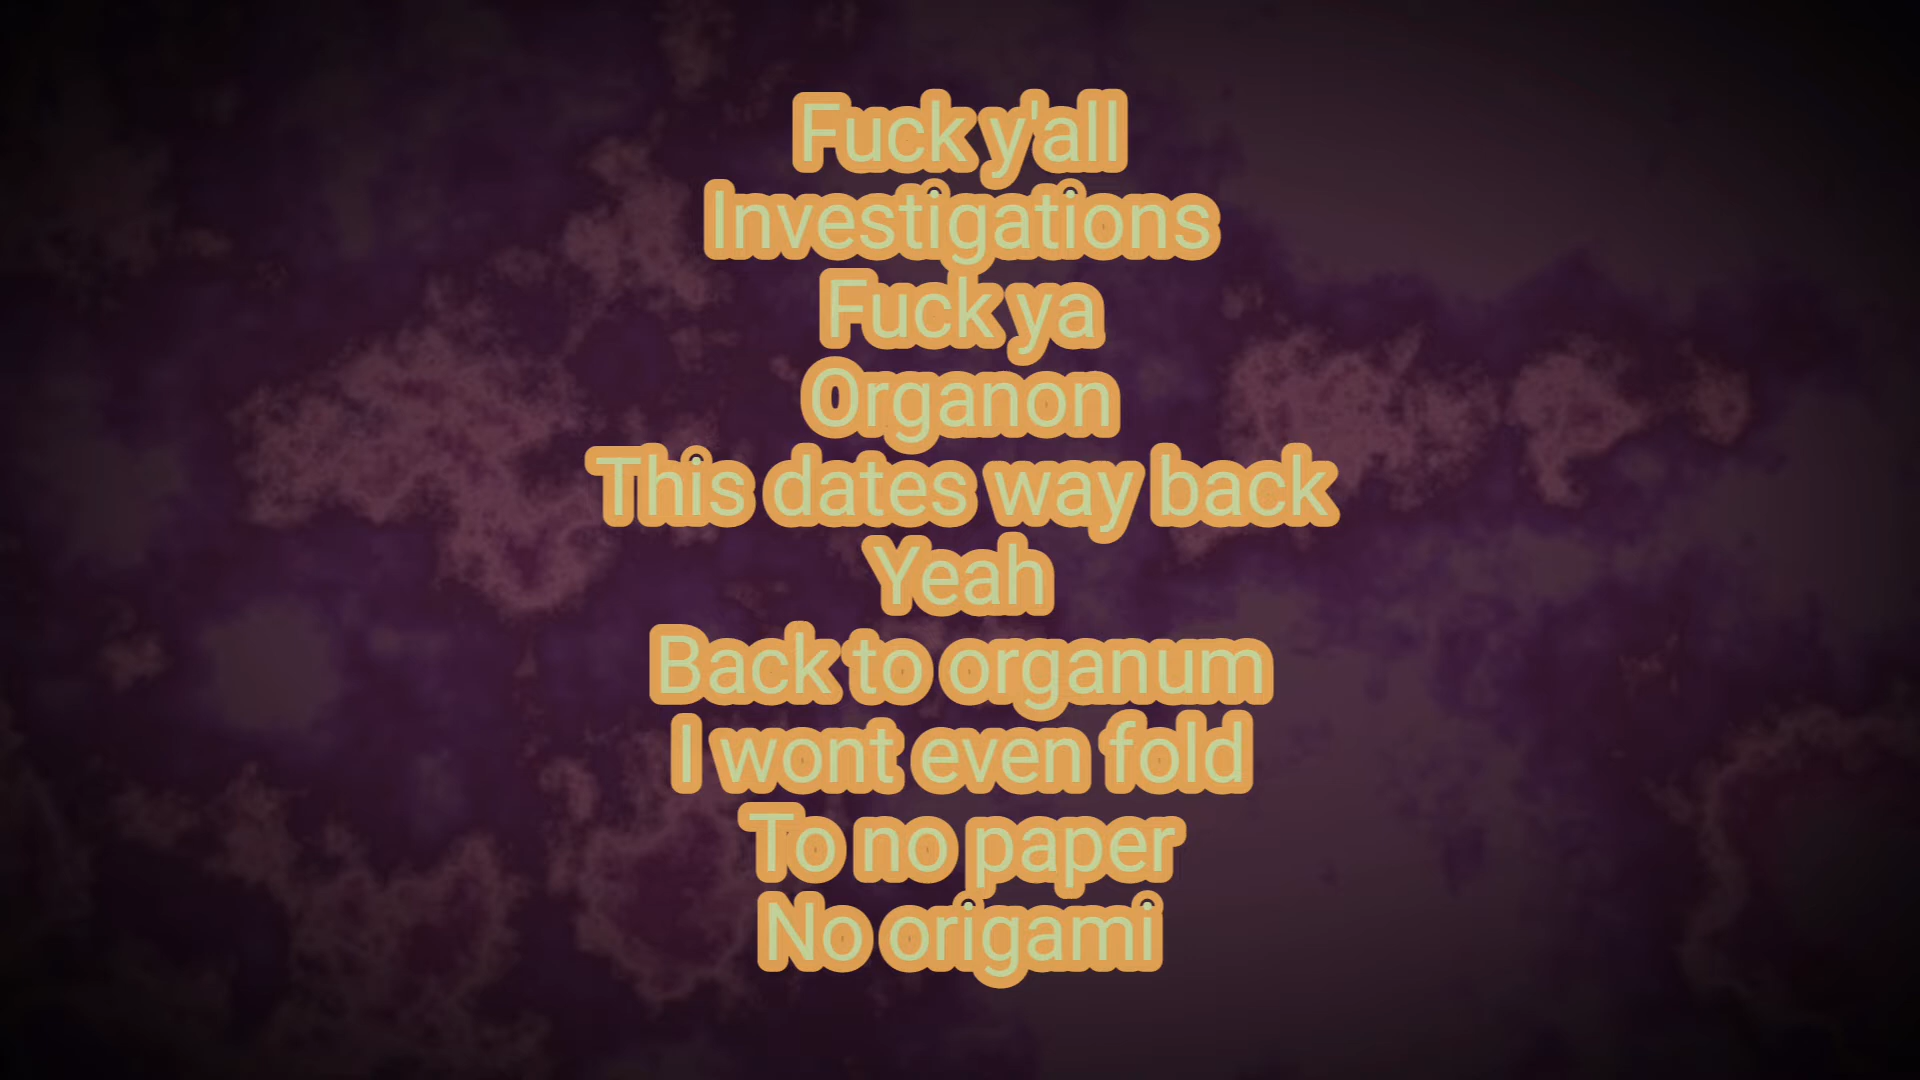 Fuck y'all
Investigations
Fuck ya
Organon
This dates way back
Yeah
Back to organum
I wont even fold
To no paper
No origami